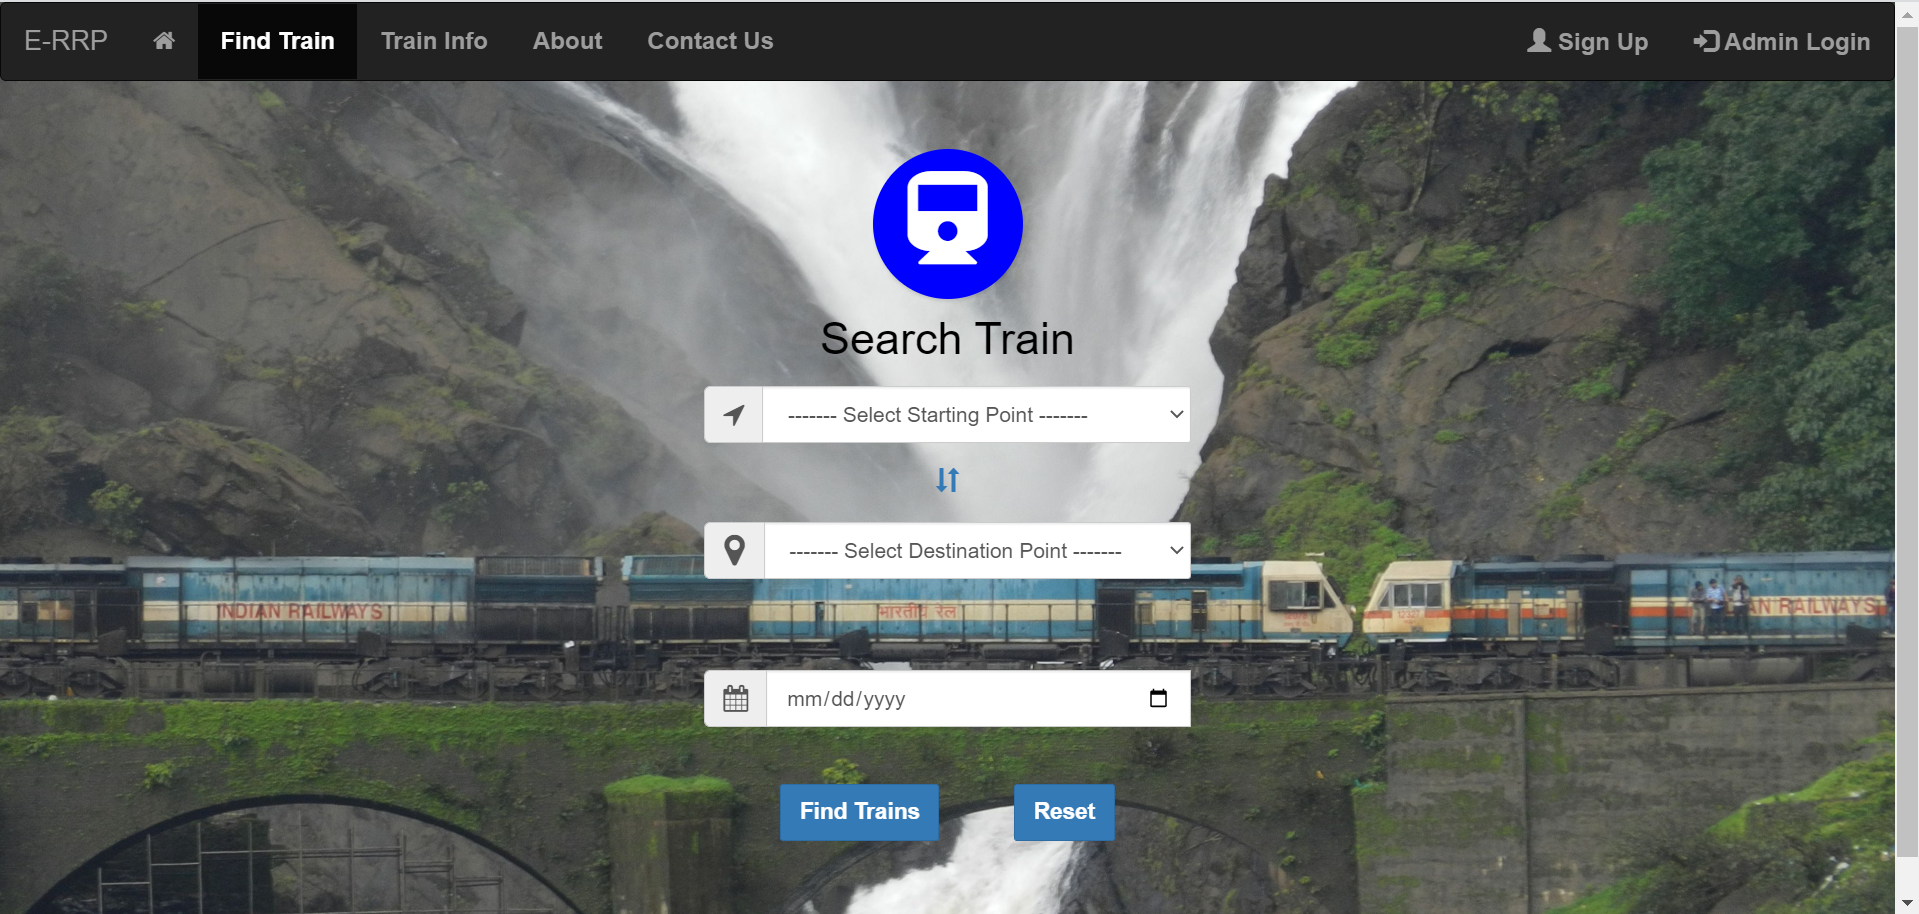 E-RRP Find Train Train Info About Contact Us Sign Up Admin Login
Search Train
------- Select Starting Point -------
------- Select Destination Point -------
INDIAN RAILWAYS
भारतीय रेल
AN RAILWAYS
mm/dd/yyyy
Find Trains Reset